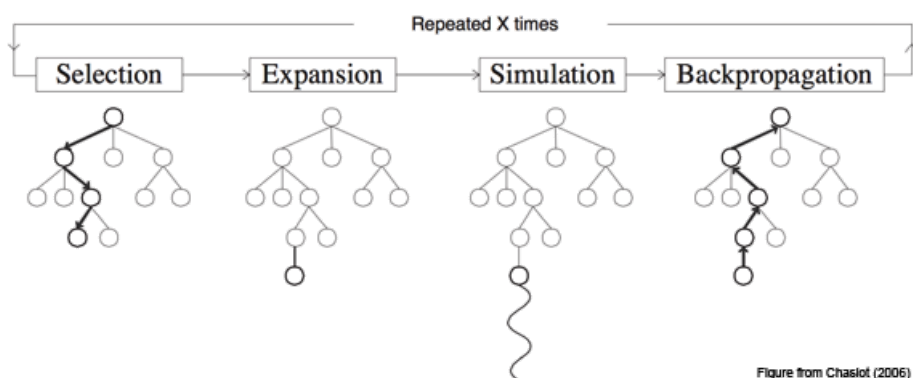 Repeated X times
Selection
Expansion
Simulation
Backpropagation
Figure from Chaslot (2006)